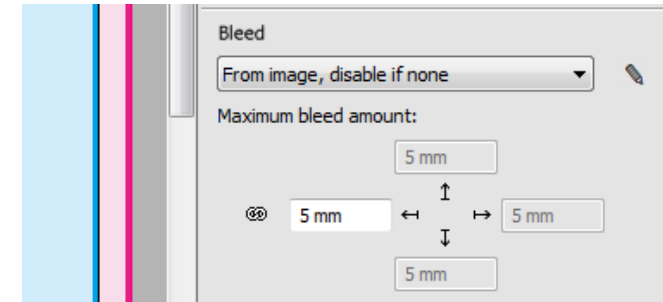 Bleed
From image, disable if none
Maximum bleed amount:
5 mm
5 mm
5 mm
5 mm